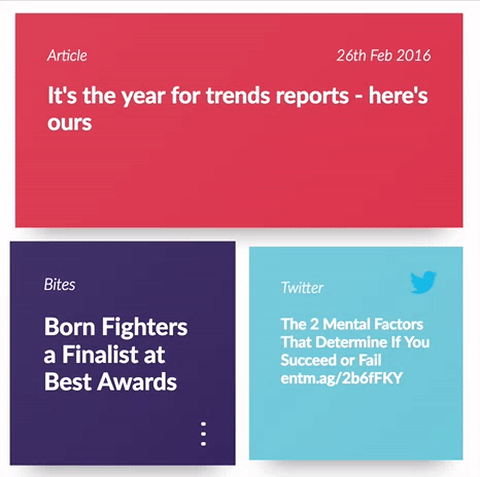 Article
26th Feb 2016
It's the year for trends reports - here's
ours
Bites
Born Fighters
a Finalist at
Best Awards
Twitter
The 2 Mental Factors
That Determine If You
Succeed or Fail
entm.ag/2b6fFKY